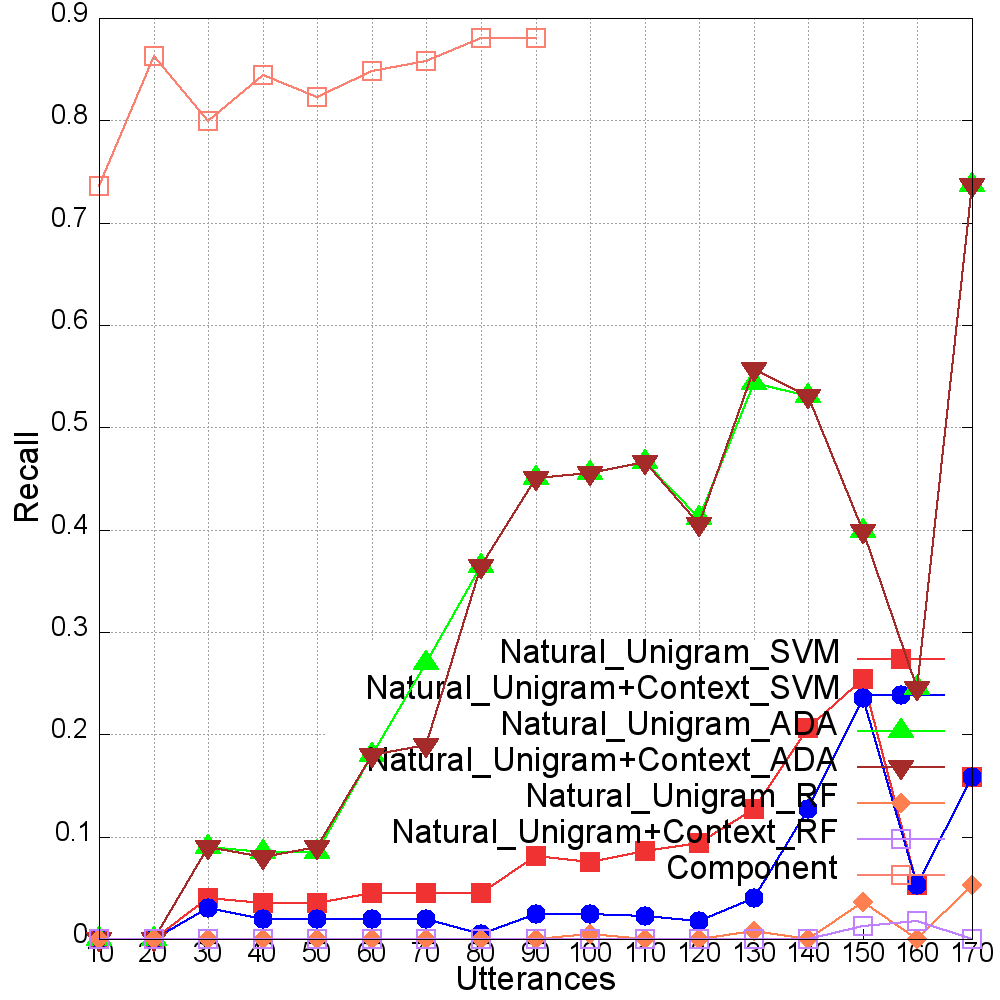 0.9
0.8
0.7
0.6
0.5
0.4
0.3
0.2
0.1
0
Recall
Natural_Unigram_SVM
Natural_Unigram+Context_SVM
Natural_Unigram_ADA
Natural_Unigram+Context_ADA
Natural_Unigram_RF
Natural_Unigram+Context_RF
Component
10 20 30 40 50 60 70 80 90 100 110 120 130 140 150 160 170
Utterances